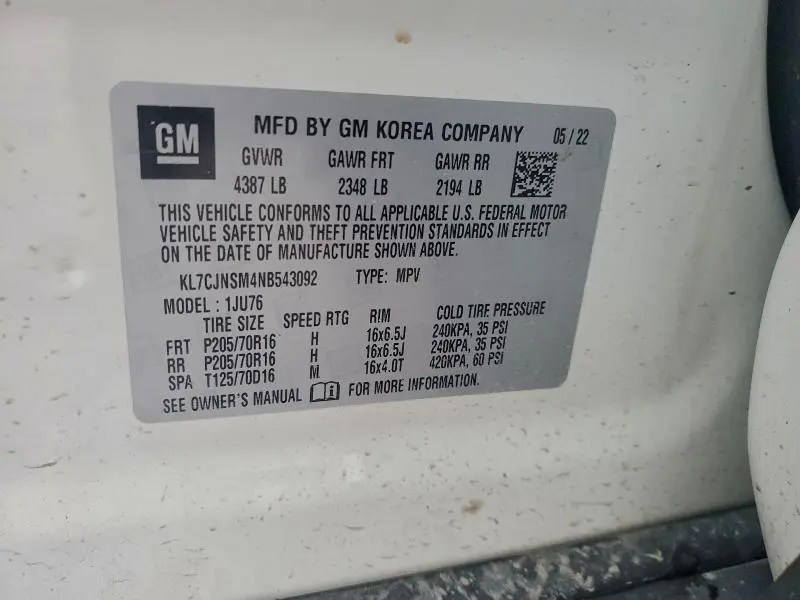 GM MFD BY GM KOREA COMPANY 05 / 22
GVWR GAWR FRT GAWR RR
4387 LB 2348 LB 2194 LB
THIS VEHICLE CONFORMS TO ALL APPLICABLE U.S. FEDERAL MOTOR
VEHICLE SAFETY AND THEFT PREVENTION STANDARDS IN EFFECT
ON THE DATE OF MANUFACTURE SHOWN ABOVE.
KL7CJNSM4NB543092 TYPE: MPV
MODEL : 1JU76
TIRE SIZE SPEED RTG RIM COLD TIRE PRESSURE
FRT P205/70R16 H 16x6.5J 240KPA, 35 PSI
RR P205/70R16 H 16x6.5J 240KPA, 35 PSI
SPA T125/70D16 M 16x4.0T 420KPA, 60 PSI
SEE OWNER'S MANUAL FOR MORE INFORMATION.